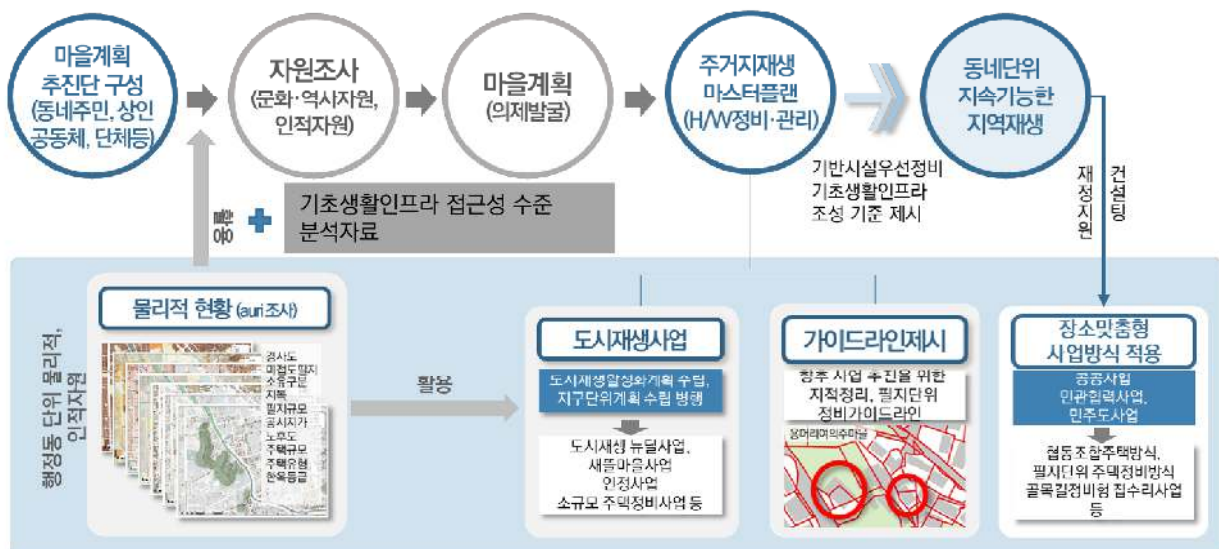 마을계획
추진단 구성
(동네주민, 상인
공동체, 단체등)
자원조사
(문화·역사자원,
인적자원)
마을계획
(의제발굴)
주거지재생
마스터플랜
(H/W정비·관리)
동네단위
지속가능한
지역재생
기반시설우선정비
기초생활인프라
조성 기준 제시
재정지원
컨설팅
활용
기초생활인프라 접근성 수준
분석자료
행정동 단위 물리적,
인적자원
물리적 현황 (auri조사)
경사도
미접도필지
소유구분
지목
필지규모
공시지가
노후도
주택규모
주택유형
한옥등급
활용
도시재생사업
도시재생활성화계획 수립,
지구단위계획 수립 병행
도시재생 뉴딜사업,
새뜰마을사업
인정사업
소규모 주택정비사업 등
가이드라인제시
향후 사업 추진을 위한
지적정리, 필지단위
정비가이드라인
용머리여의주마을
장소맞춤형
사업방식 적용
공공사업
민관협력사업,
민주도사업
협동조합주택방식,
필지단위 주택정비방식
골목길정비형 집수리사업
등